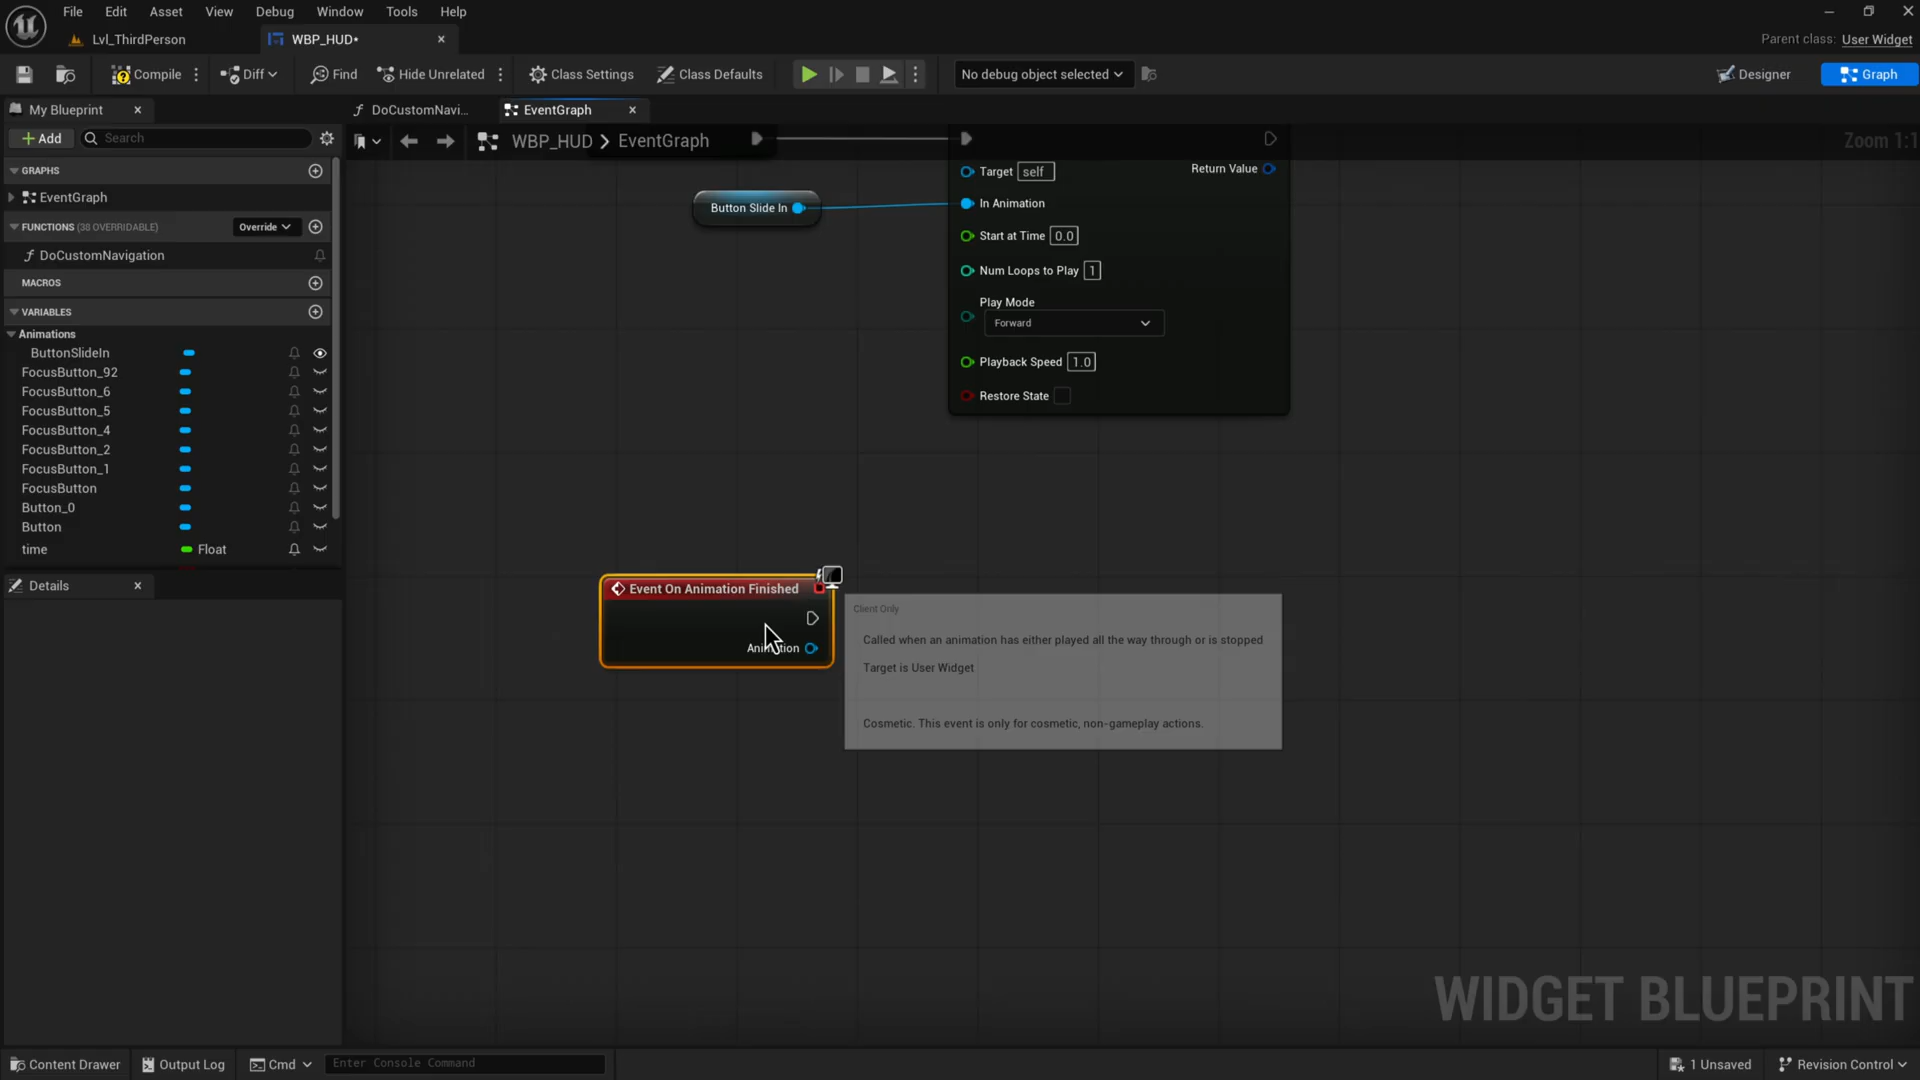 File Edit Asset View Debug Window Tools Help
Lvl_ThirdPerson
WBP_HUD*
Parent class: User Widget
Compile
Diff
Find
Hide Unrelated
Class Settings
Class Defaults
No debug object selected
Designer
Graph
My Blueprint
DoCustomNavi...
EventGraph
Add
Search
WBP_HUD > EventGraph
Zoom 1:1
GRAPHS
EventGraph
FUNCTIONS (38 OVERRIDABLE)
Override
DoCustomNavigation
MACROS
VARIABLES
Animations
ButtonSlideIn
FocusButton_92
FocusButton_6
FocusButton_5
FocusButton_4
FocusButton_2
FocusButton_1
FocusButton
Button_0
Button
time Float
Details
Button Slide In
Target self
Return Value
In Animation
Start at Time 0.0
Num Loops to Play 1
Play Mode
Forward
Playback Speed 1.0
Restore State
Event On Animation Finished
Animation
Client Only
Called when an animation has either played all the way through or is stopped
Target is User Widget
Cosmetic. This event is only for cosmetic, non-gameplay actions.
WIDGET BLUEPRINT
Content Drawer
Output Log
Cmd
Enter Console Command
1 Unsaved
Revision Control